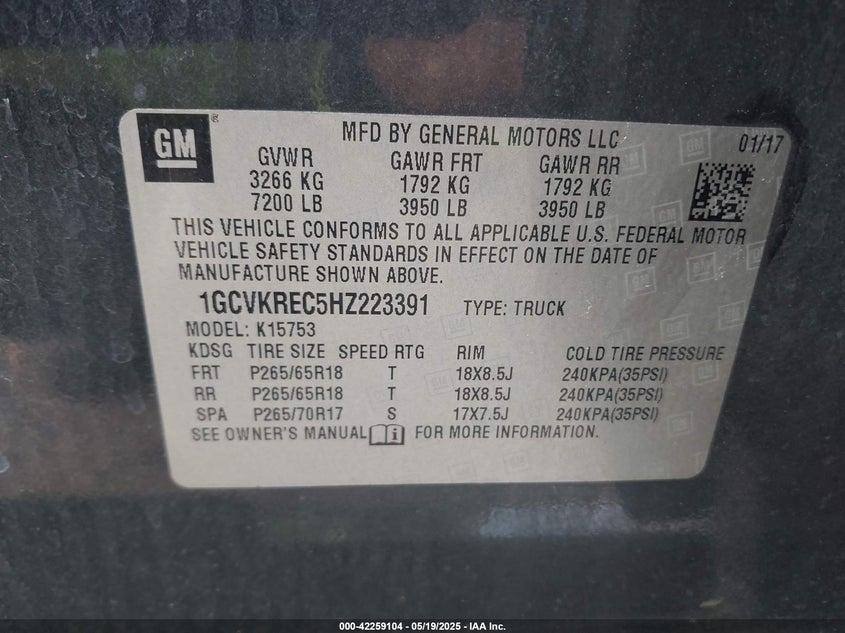 GM
MFD BY GENERAL MOTORS LLC 01/17
GVWR GAWR FRT GAWR RR
3266 KG 1792 KG 1792 KG
7200 LB 3950 LB 3950 LB
THIS VEHICLE CONFORMS TO ALL APPLICABLE U.S. FEDERAL MOTOR
VEHICLE SAFETY STANDARDS IN EFFECT ON THE DATE OF
MANUFACTURE SHOWN ABOVE.
1GCVKREC5HZ223391 TYPE: TRUCK
MODEL: K15753
KDSG TIRE SIZE SPEED RTG RIM COLD TIRE PRESSURE
FRT P265/65R18 T 18X8.5J 240KPA(35PSI)
RR P265/65R18 T 18X8.5J 240KPA(35PSI)
SPA P265/70R17 S 17X7.5J 240KPA(35PSI)
SEE OWNER'S MANUAL i FOR MORE INFORMATION.
000-42259104 - 05/19/2025 - IAA Inc.